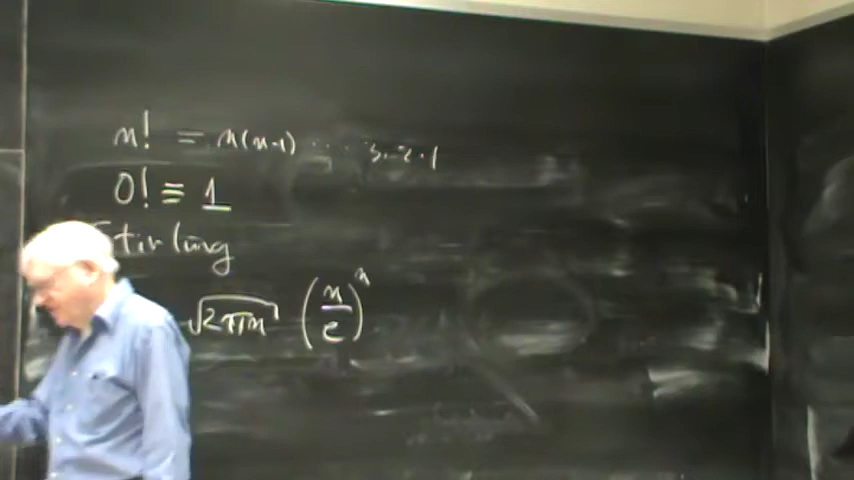 n! = n(n-1) .... 3.2.1
0! ≡ 1
Stirling
√2πn (n/e)^n